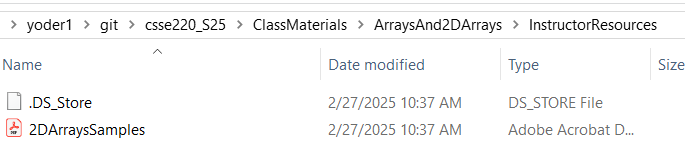 yoder1 > git > csse220_S25 > ClassMaterials > ArraysAnd2DArrays > InstructorResources
Name Date modified Type Size
.DS_Store 2/27/2025 10:37 AM DS_STORE File
2DArraysSamples 2/27/2025 10:37 AM Adobe Acrobat D...